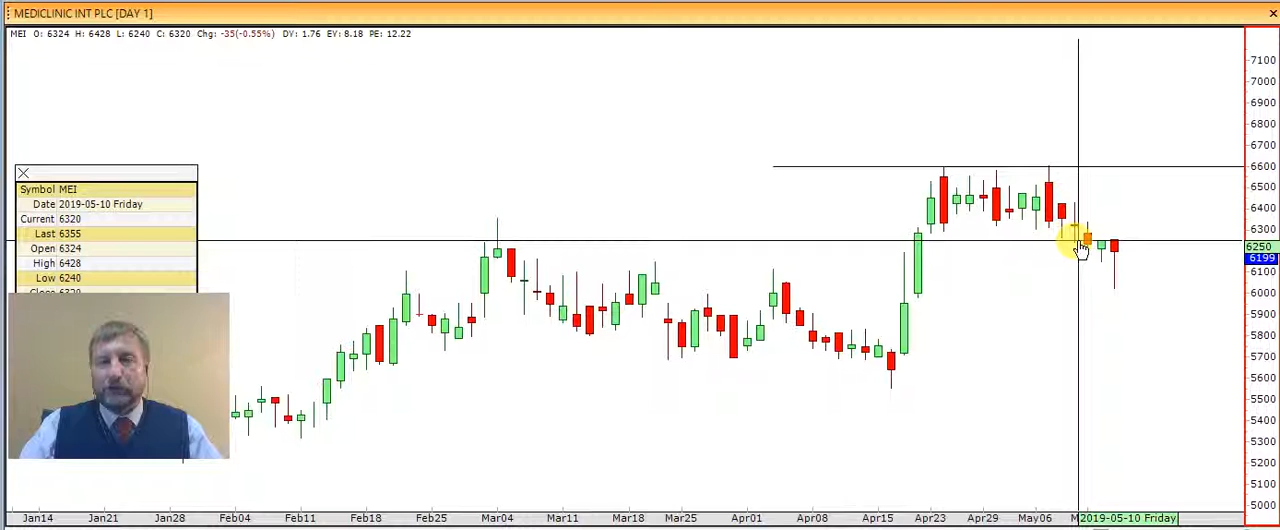 MEDICLINIC INT PLC [DAY 1]
MEI O: 6324 H: 6428 L: 6240 C: 6320 Chg: -35(-0.55%) DY: 1.76 EY: 8.18 PE: 12.22
7100
7000
6900
6800
6700
6600
6500
6400
6300
6250
6199
6100
6000
5900
5800
5700
5600
5500
5400
5300
5200
5100
5000
Symbol MEI
Date 2019-05-10 Friday
Current 6320
Last 6355
Open 6324
High 6428
Low 6240
Jan14 Jan21 Jan28 Feb04 Feb11 Feb18 Feb25 Mar04 Mar11 Mar18 Mar25 Apr01 Apr08 Apr15 Apr23 Apr29 May06 M 2019-05-10 Friday